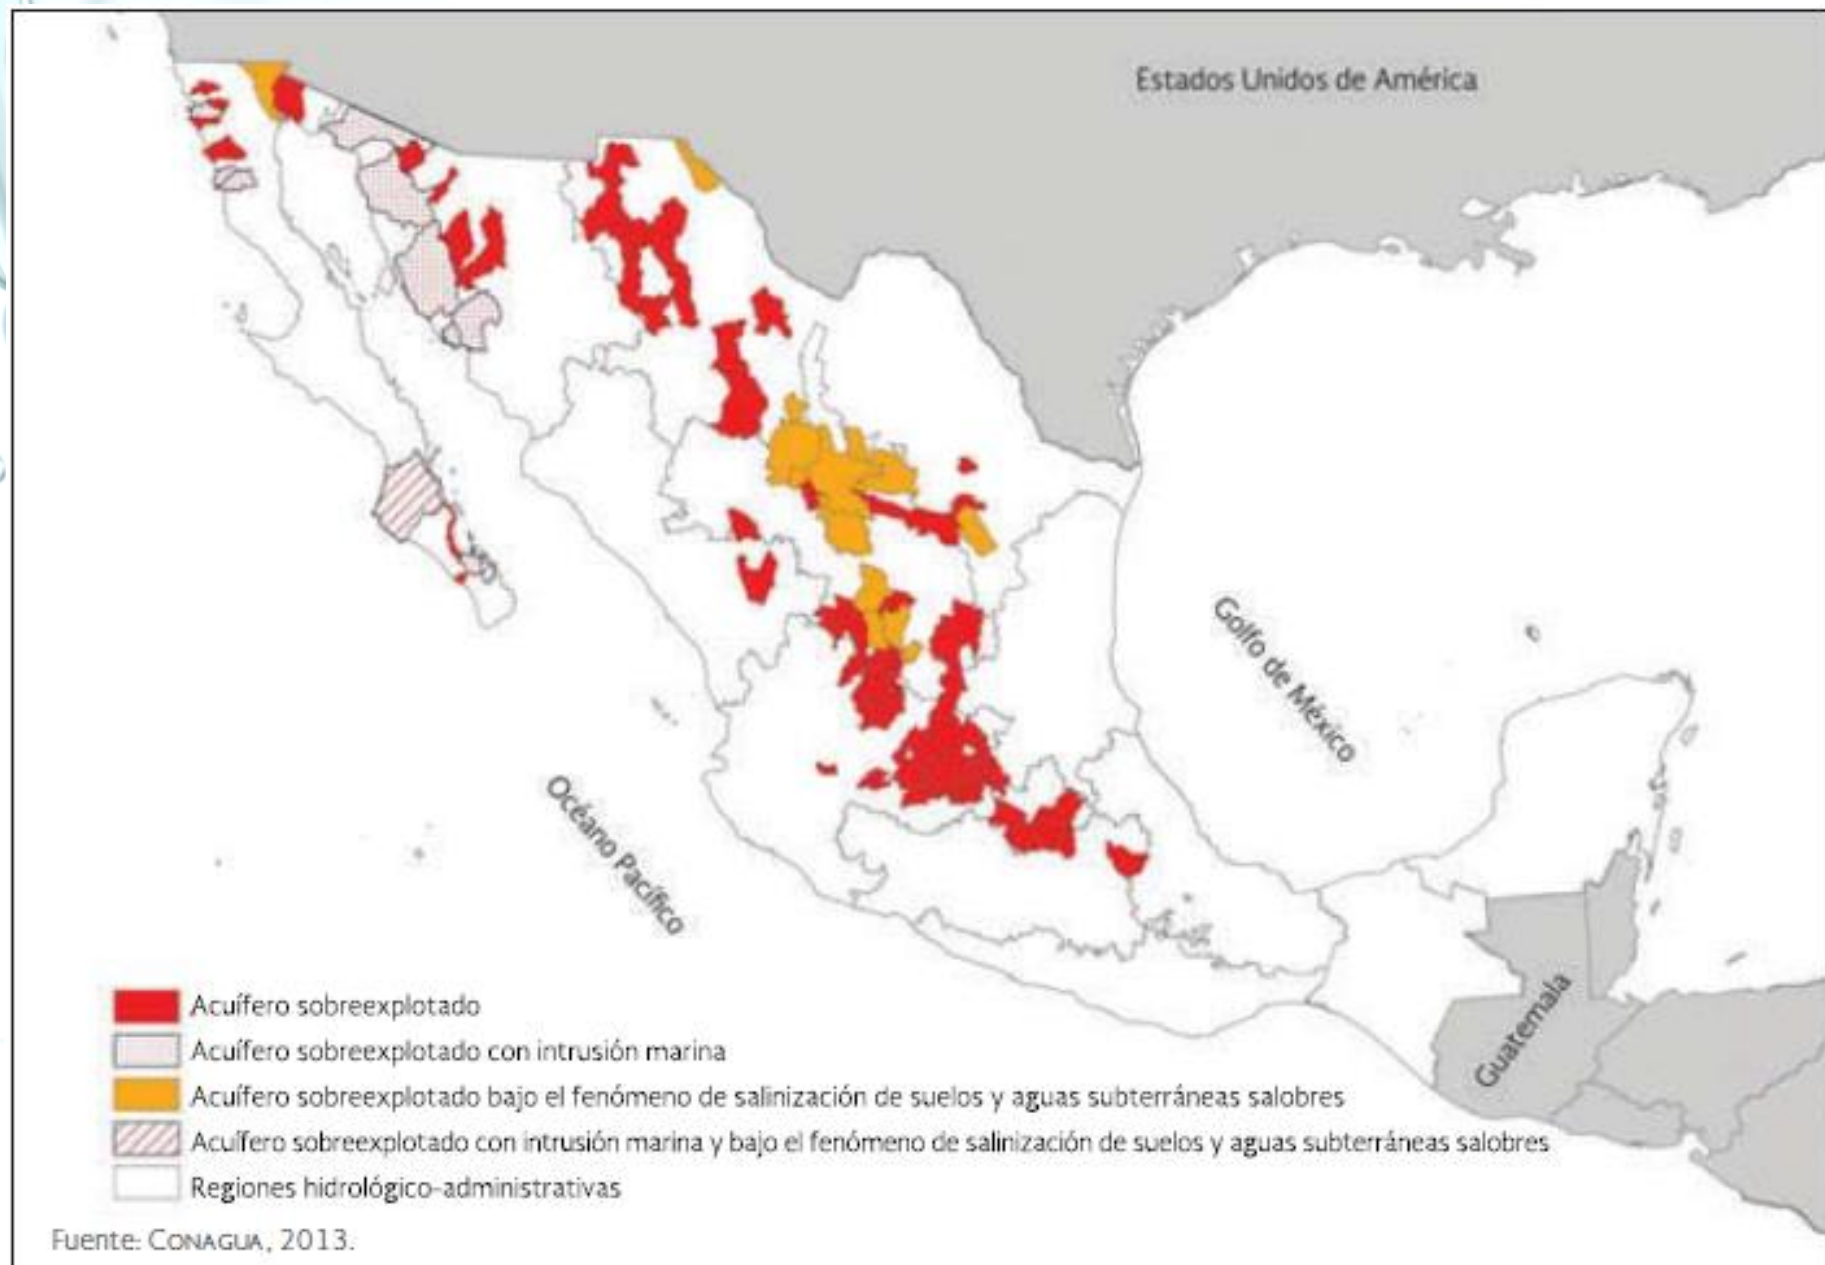 Estados Unidos de América
Golfo de México
Océano Pacífico
Guatemala
Acuífero sobreexplotado
Acuífero sobreexplotado con intrusión marina
Acuífero sobreexplotado bajo el fenómeno de salinización de suelos y aguas subterráneas salobres
Acuífero sobreexplotado con intrusión marina y bajo el fenómeno de salinización de suelos y aguas subterráneas salobres
Regiones hidrológico-administrativas
Fuente: CONAGUA, 2013.